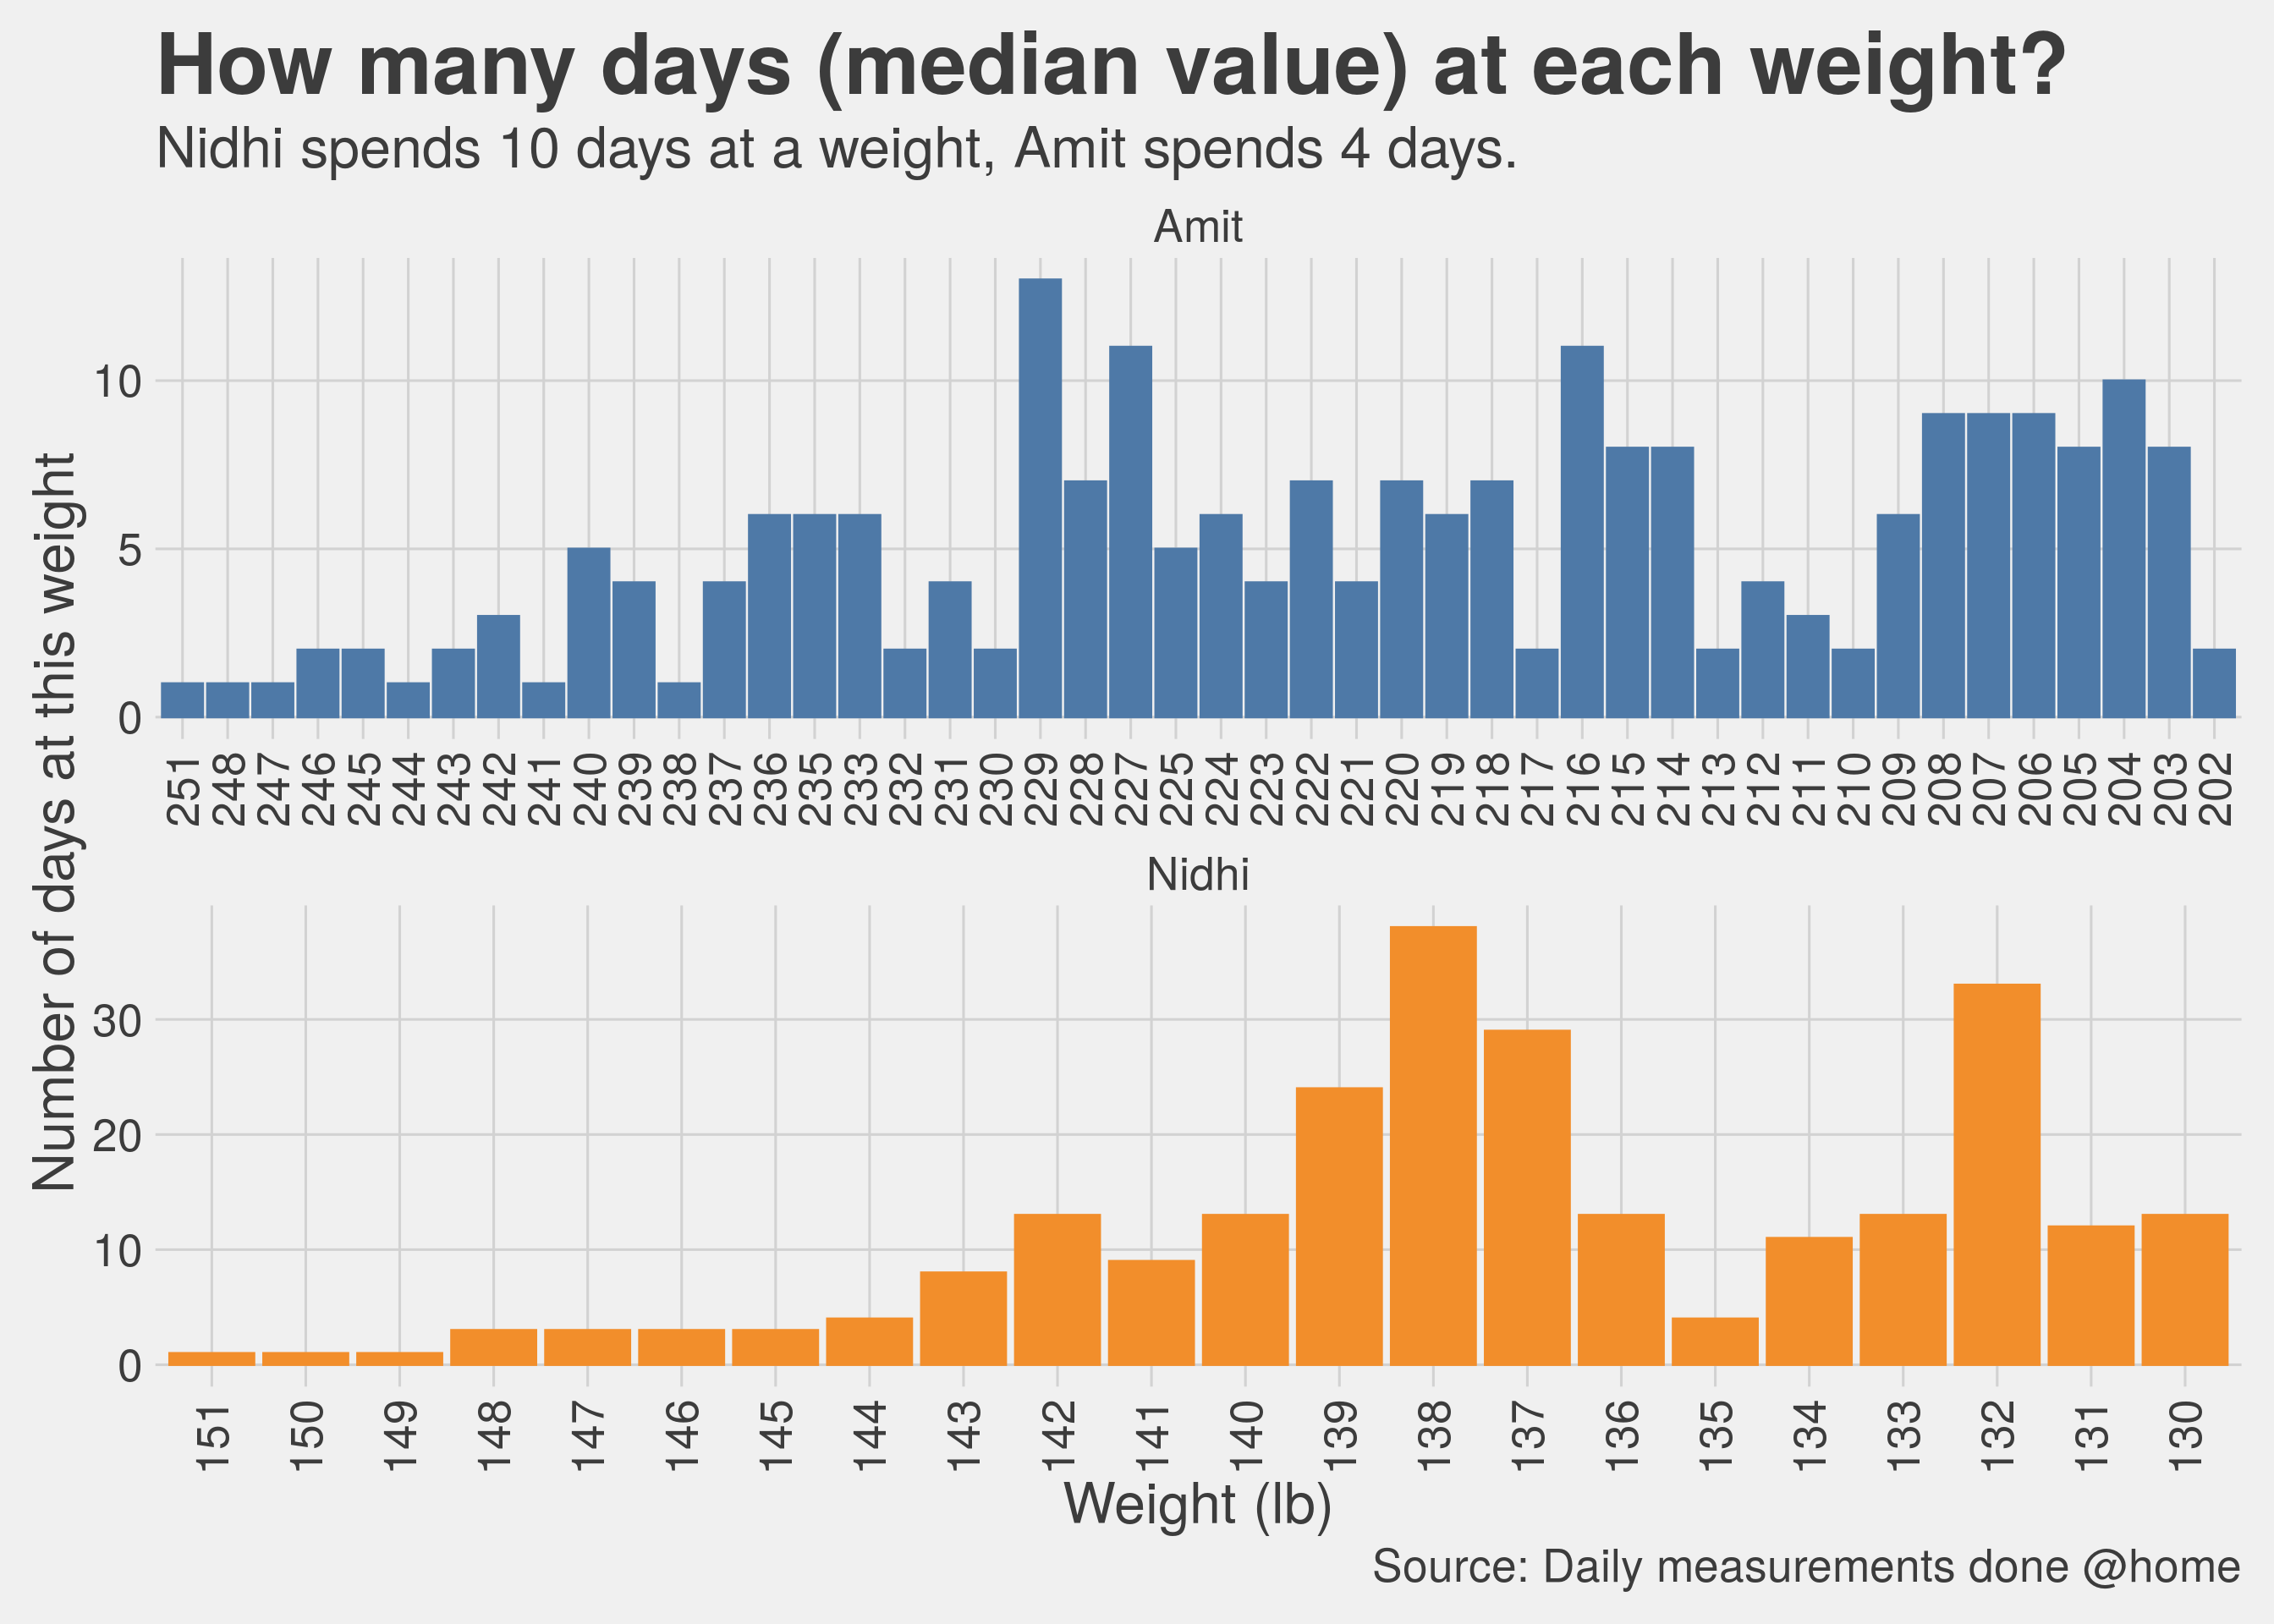 How many days (median value) at each weight?
Nidhi spends 10 days at a weight, Amit spends 4 days.
Number of days at this weight
Amit
10
5
0
251 248 247 246 245 244 243 242 241 240 239 238 237 236 235 233 232 231 230 229 228 227 225 224 223 222 221 220 219 218 217 216 215 214 213 212 211 210 209 208 207 206 205 204 203 202
Nidhi
30
20
10
0
151 150 149 148 147 146 145 144 143 142 141 140 139 138 137 136 135 134 133 132 131 130
Weight (lb)
Source: Daily measurements done @home